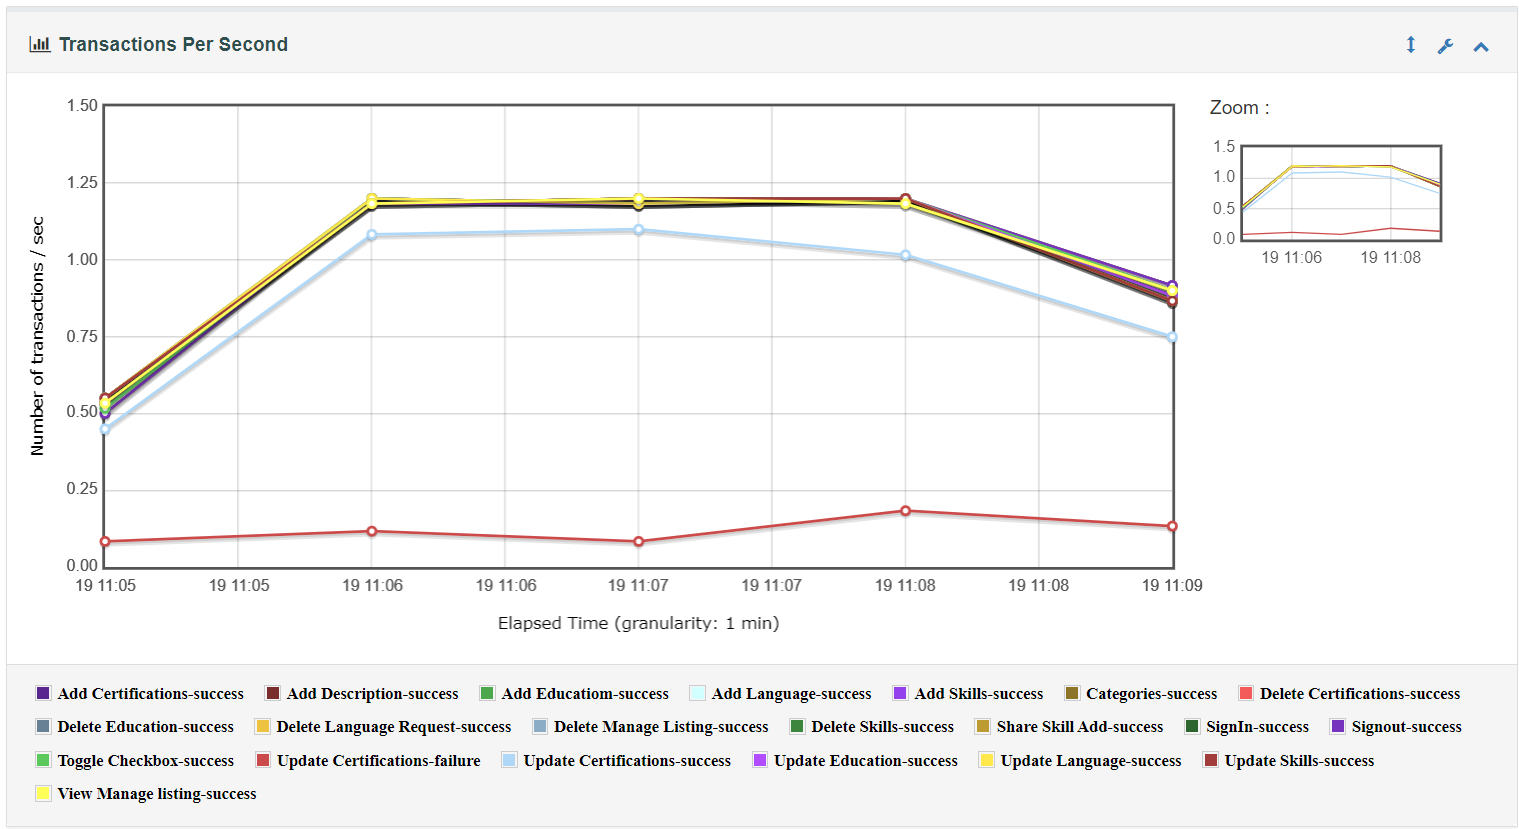 Transactions Per Second
Zoom :
1.50
1.25
1.00
0.75
0.50
0.25
0.00
Number of transactions / sec
19 11:05 19 11:05 19 11:06 19 11:06 19 11:07 19 11:07 19 11:08 19 11:08 19 11:09
Elapsed Time (granularity: 1 min)
1.5
1.0
0.5
0.0
19 11:06 19 11:08
Add Certifications-success Add Description-success Add Educatiom-success Add Language-success Add Skills-success Categories-success Delete Certifications-success
Delete Education-success Delete Language Request-success Delete Manage Listing-success Delete Skills-success Share Skill Add-success SignIn-success Signout-success
Toggle Checkbox-success Update Certifications-failure Update Certifications-success Update Education-success Update Language-success Update Skills-success
View Manage listing-success